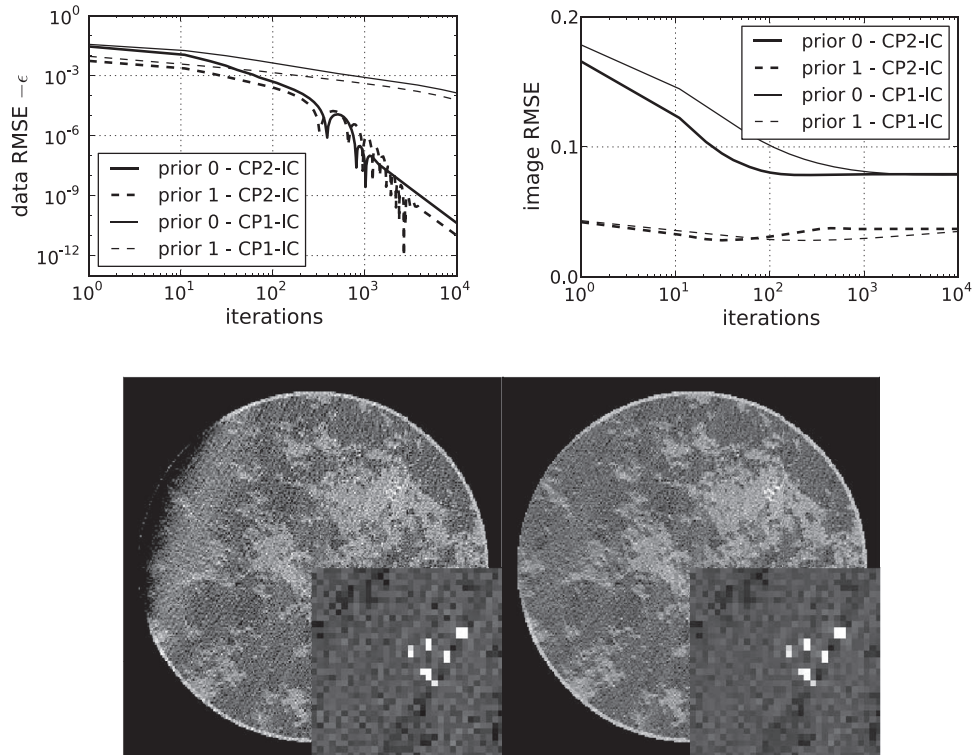 data RMSE −ϵ
10^0
10^-3
10^-6
10^-9
10^-12
prior 0 - CP2-IC
prior 1 - CP2-IC
prior 0 - CP1-IC
prior 1 - CP1-IC
10^0 10^1 10^2 10^3 10^4
iterations
image RMSE
0.2
0.1
0.0
prior 0 - CP2-IC
prior 1 - CP2-IC
prior 0 - CP1-IC
prior 1 - CP1-IC
10^0 10^1 10^2 10^3 10^4
iterations